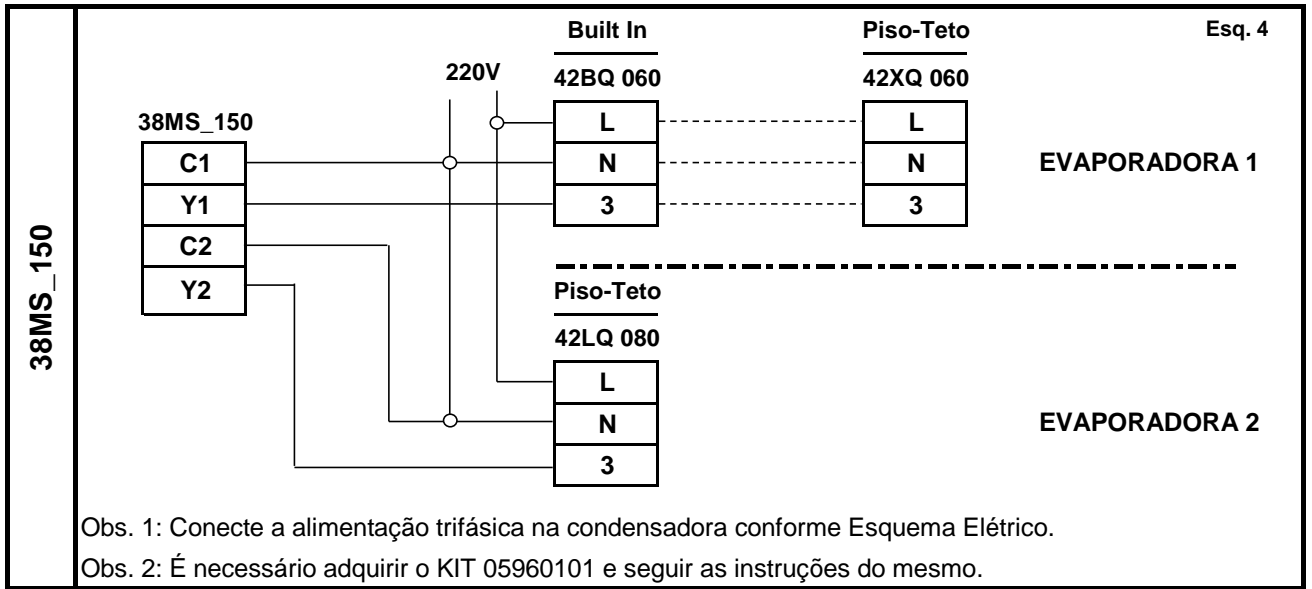 38MS_150
Esq. 4
220V
38MS_150
C1
Y1
C2
Y2
Built In
42BQ 060
L
N
3
Piso-Teto
42XQ 060
L
N
3
EVAPORADORA 1
Piso-Teto
42LQ 080
L
N
3
EVAPORADORA 2
Obs. 1: Conecte a alimentação trifásica na condensadora conforme Esquema Elétrico.
Obs. 2: É necessário adquirir o KIT 05960101 e seguir as instruções do mesmo.